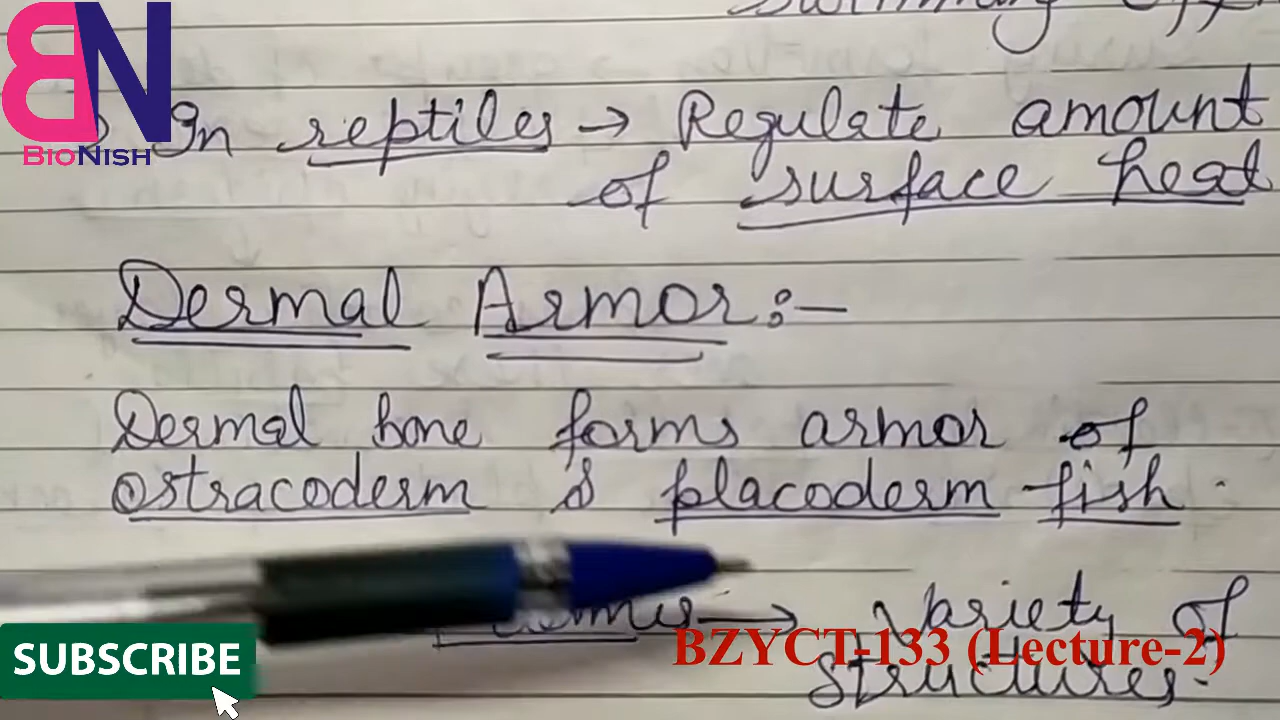 swimming
BN
BIONISH
In reptiles → Regulate amount
of surface heat
Dermal Armor:-
Dermal bone forms armor of
Ostracoderm & placoderm fish.
→ Variety of
structures.
BZYCT-133 (Lecture-2)
SUBSCRIBE